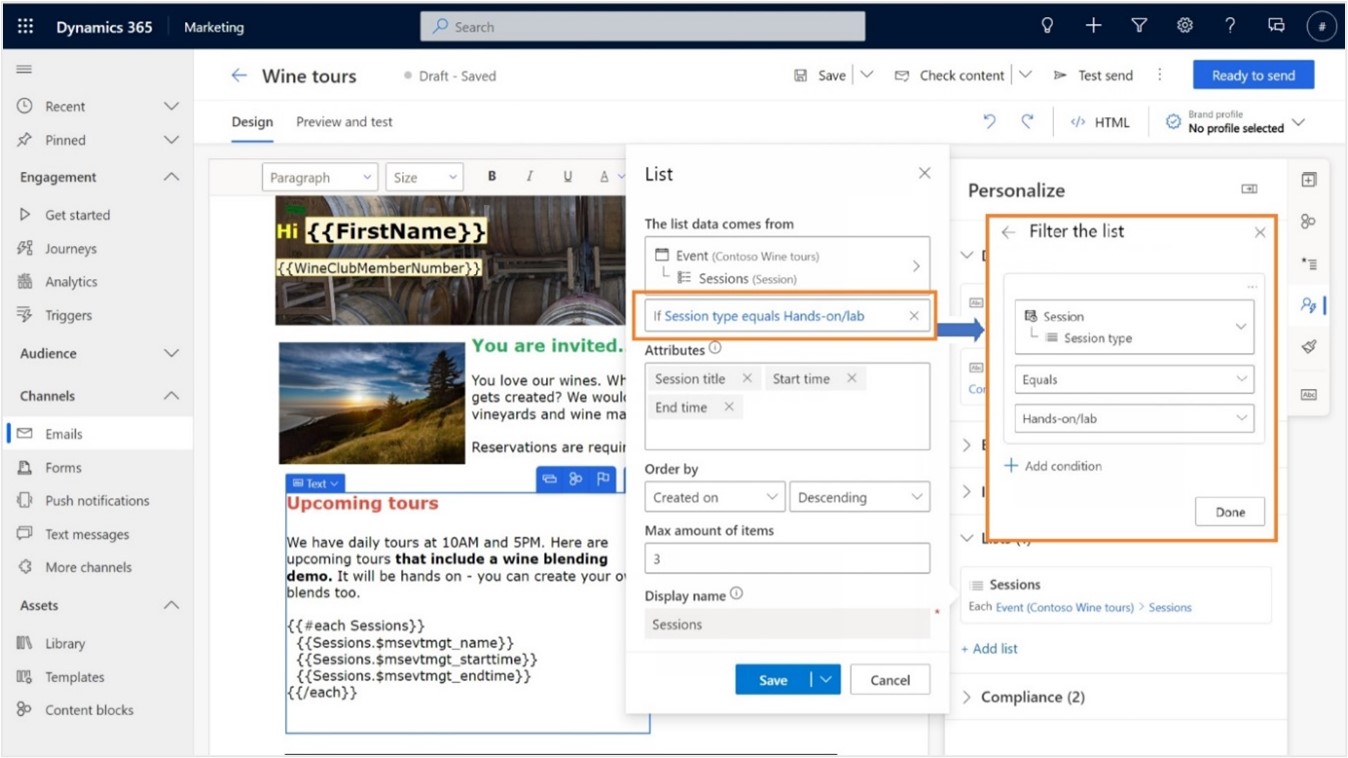 Dynamics 365
Marketing
Search
#
Wine tours
Draft - Saved
Save
Check content
Test send
Ready to send
Recent
Pinned
Engagement
Get started
Journeys
Analytics
Triggers
Audience
Channels
Emails
Forms
Push notifications
Text messages
More channels
Assets
Library
Templates
Content blocks
Design
Preview and test
</> HTML
Brand profile
No profile selected
Paragraph
Size
B I U A
Hi {{FirstName}}
{{WineClubMemberNumber}}
You are invited.
You love our wines.
gets created? We
vineyards and wine
Reservations are
Text
Upcoming tours
We have daily tours at 10AM and 5PM. Here are
upcoming tours that include a wine blending
demo. It will be hands on - you can create your
blends too.
{{#each Sessions}}
{{Sessions.$msevtmgt_name}}
{{Sessions.$msevtmgt_starttime}}
{{Sessions.$msevtmgt_endtime}}
{{/each}}
List
The list data comes from
Event (Contoso Wine tours)
Sessions (Session)
If Session type equals Hands-on/lab
Attributes
Session title
Start time
End time
Order by
Created on
Descending
Max amount of items
3
Display name
*
Sessions
Save
Cancel
Personalize
Filter the list
Session
Session type
Equals
Hands-on/lab
+ Add condition
Done
Sessions
Each Event (Contoso Wine tours) > Sessions
+ Add list
Compliance (2)
Abc